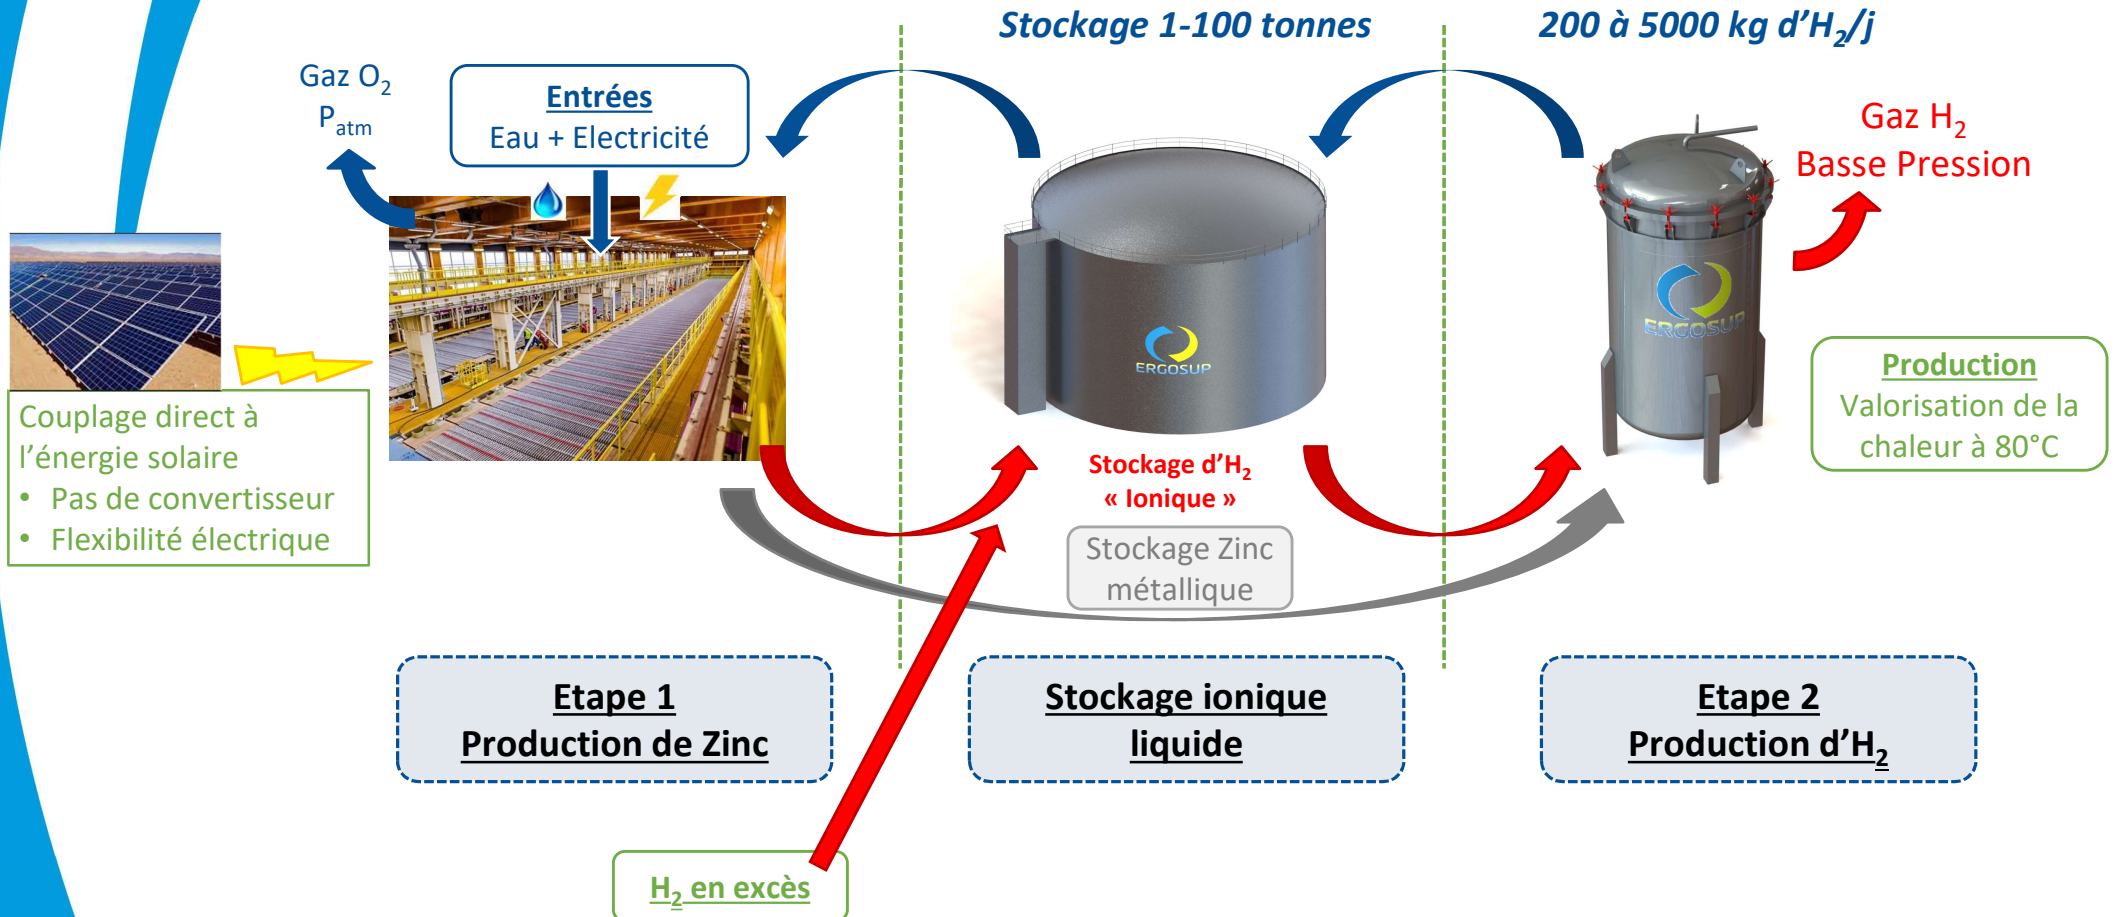 Stockage 1-100 tonnes
200 à 5000 kg d’H₂/j
Gaz O₂
Pₐₜₘ
Entrées
Eau + Electricité
Gaz H₂
Basse Pression
ERGOSUP
ERGOSUP
Production
Valorisation de la
chaleur à 80°C
Couplage direct à
l’énergie solaire
• Pas de convertisseur
• Flexibilité électrique
Stockage d’H₂
« Ionique »
Stockage Zinc
métallique
Etape 1
Production de Zinc
Stockage ionique
liquide
Etape 2
Production d’H₂
H₂ en excès